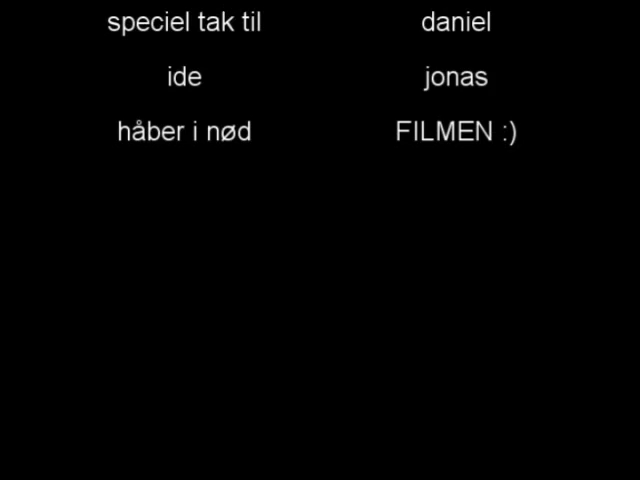 speciel tak til daniel
ide jonas
håber i nød FILMEN :)